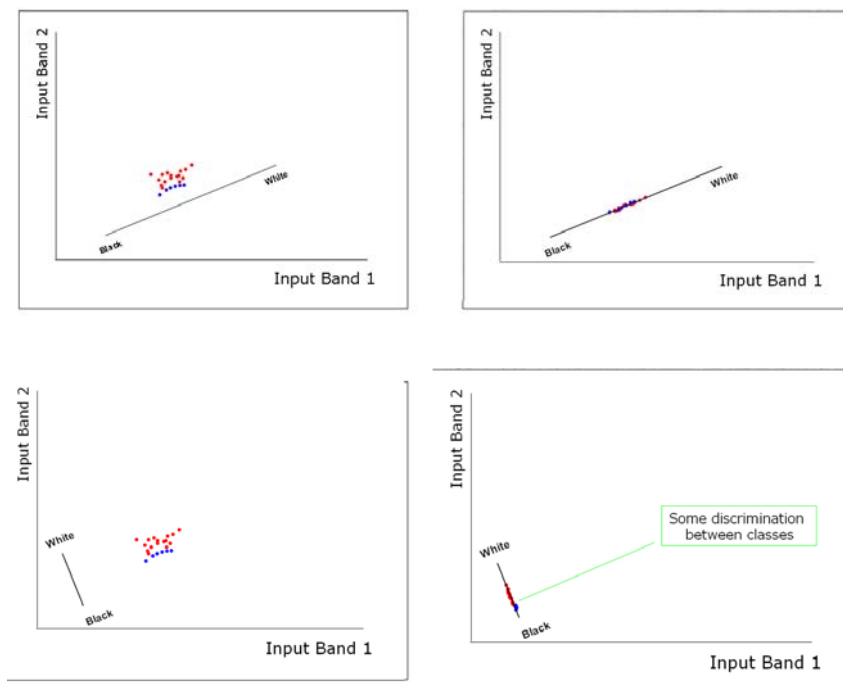 Input Band 2
White
Black
Input Band 1
Input Band 2
White
Black
Input Band 1
Input Band 2
White
Black
Input Band 1
Input Band 2
Some discrimination
between classes
White
Black
Input Band 1